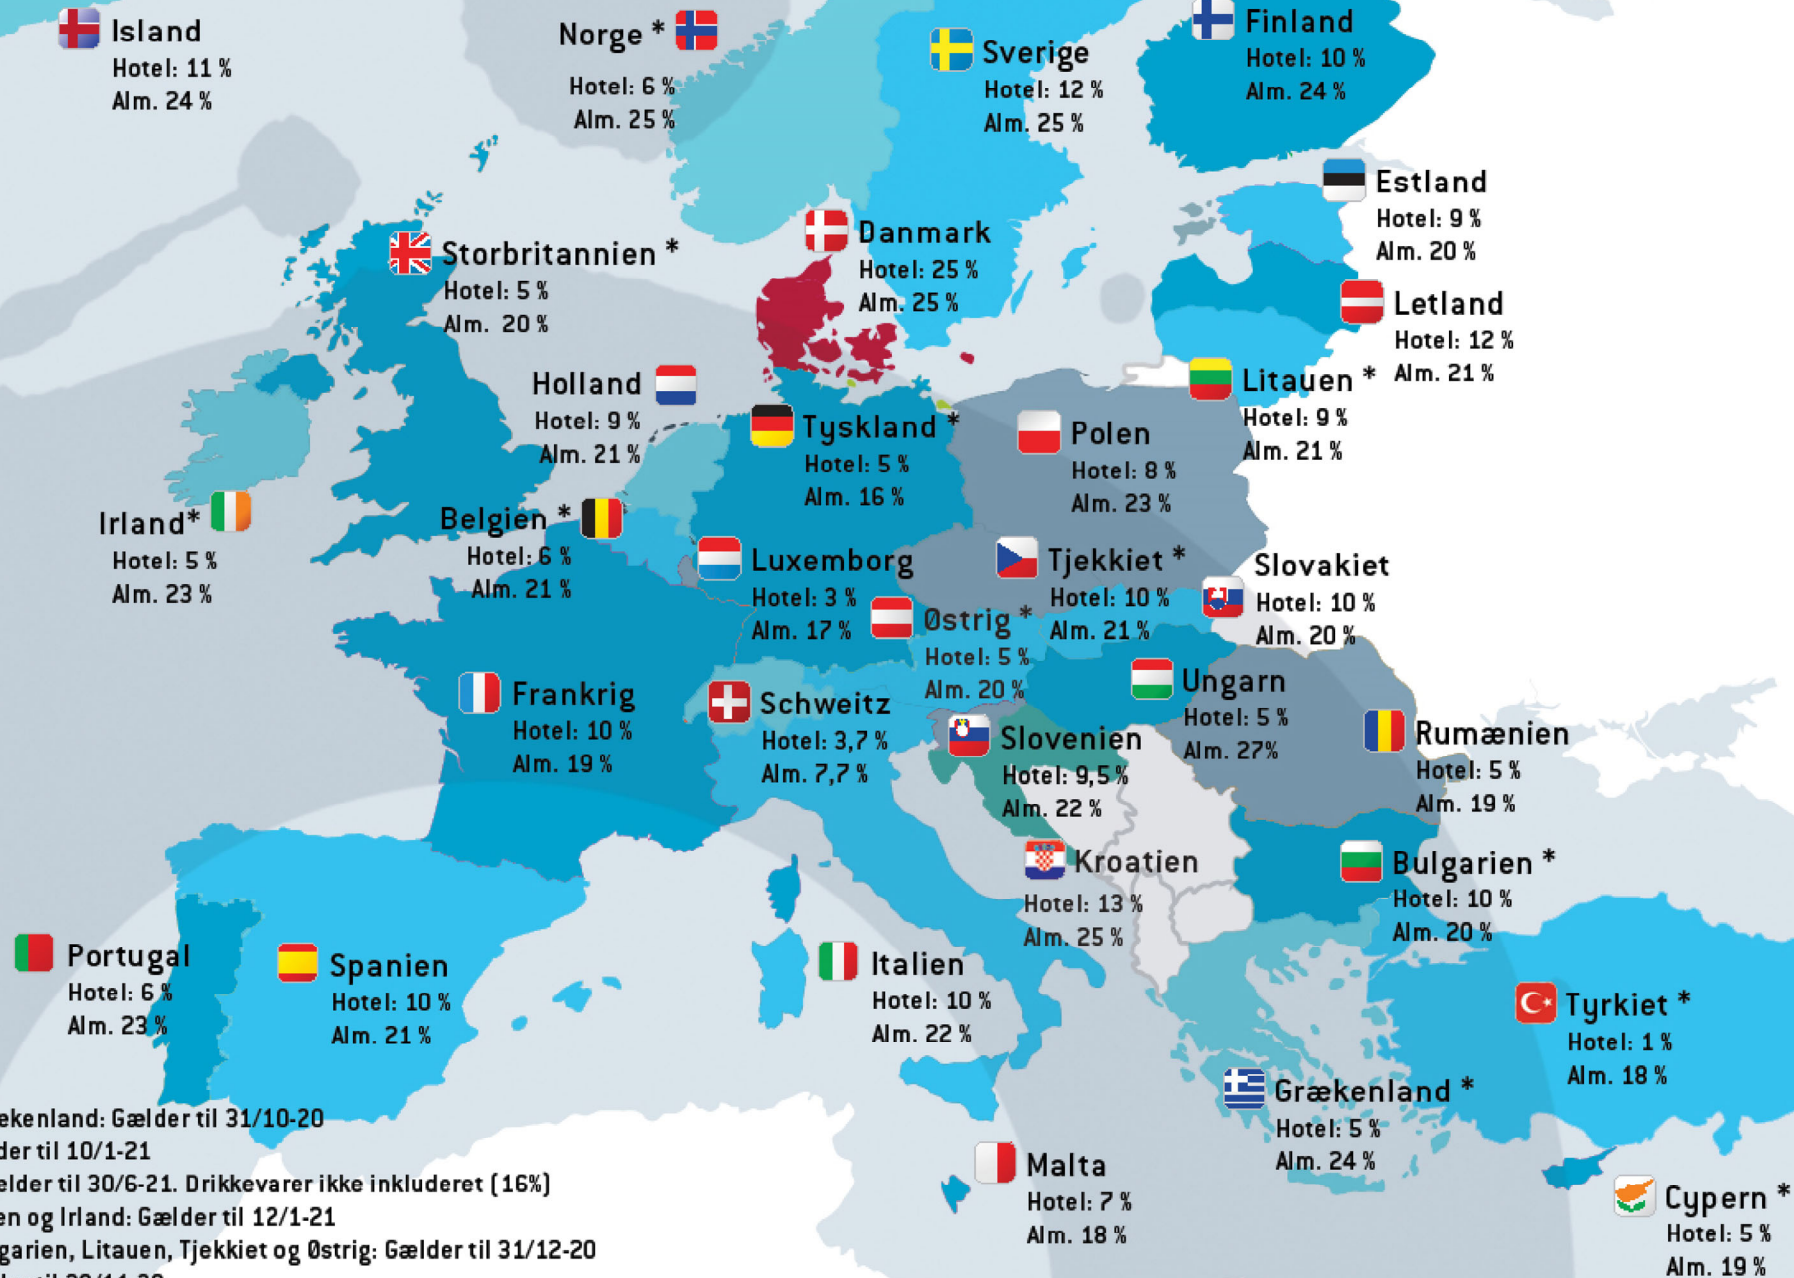 Island
Hotel: 11 %
Alm. 24 %
Norge *
Hotel: 6 %
Alm. 25 %
Sverige
Hotel: 12 %
Alm. 25 %
Finland
Hotel: 10 %
Alm. 24 %
Estland
Hotel: 9 %
Alm. 20 %
Storbritannien *
Hotel: 5 %
Alm. 20 %
Danmark
Hotel: 25 %
Alm. 25 %
Letland
Hotel: 12 %
Alm. 21 %
Holland
Hotel: 9 %
Alm. 21 %
Tyskland *
Hotel: 5 %
Alm. 16 %
Polen
Hotel: 8 %
Alm. 23 %
Litauen *
Hotel: 9 %
Alm. 21 %
Irland*
Hotel: 5 %
Alm. 23 %
Belgien *
Hotel: 6 %
Alm. 21 %
Luxemborg
Hotel: 3 %
Alm. 17 %
Tjekkiet *
Hotel: 10 %
Alm. 21 %
Slovakiet
Hotel: 10 %
Alm. 20 %
Østrig *
Hotel: 5 %
Alm. 20 %
Frankrig
Hotel: 10 %
Alm. 19 %
Schweitz
Hotel: 3,7 %
Alm. 7,7 %
Slovenien
Hotel: 9,5 %
Alm. 22 %
Ungarn
Hotel: 5 %
Alm. 27%
Rumænien
Hotel: 5 %
Alm. 19 %
Kroatien
Hotel: 13 %
Alm. 25 %
Bulgarien *
Hotel: 10 %
Alm. 20 %
Portugal
Hotel: 6 %
Alm. 23 %
Spanien
Hotel: 10 %
Alm. 21 %
Italien
Hotel: 10 %
Alm. 22 %
Tyrkiet *
Hotel: 1 %
Alm. 18 %
Grækenland *
Hotel: 5 %
Alm. 24 %
Malta
Hotel: 7 %
Alm. 18 %
Cypern *
Hotel: 5 %
Alm. 19 %
ekenland: Gælder til 31/10-20
der til 10/1-21
elder til 30/6-21. Drikkevarer ikke inkluderet (16%)
en og Irland: Gælder til 12/1-21
garien, Litauen, Tjekkiet og Østrig: Gælder til 31/12-20